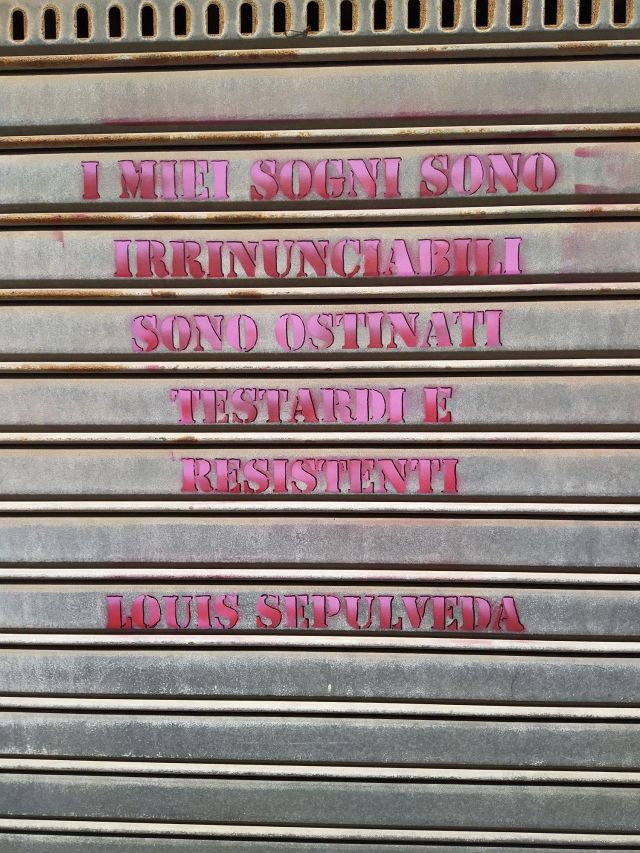 I MIEI SOGNI SONO
IRRINUNCIABILI
SONO OSTINATI
TESTARDI E
RESISTENTI
LOUIS SEPULVEDA